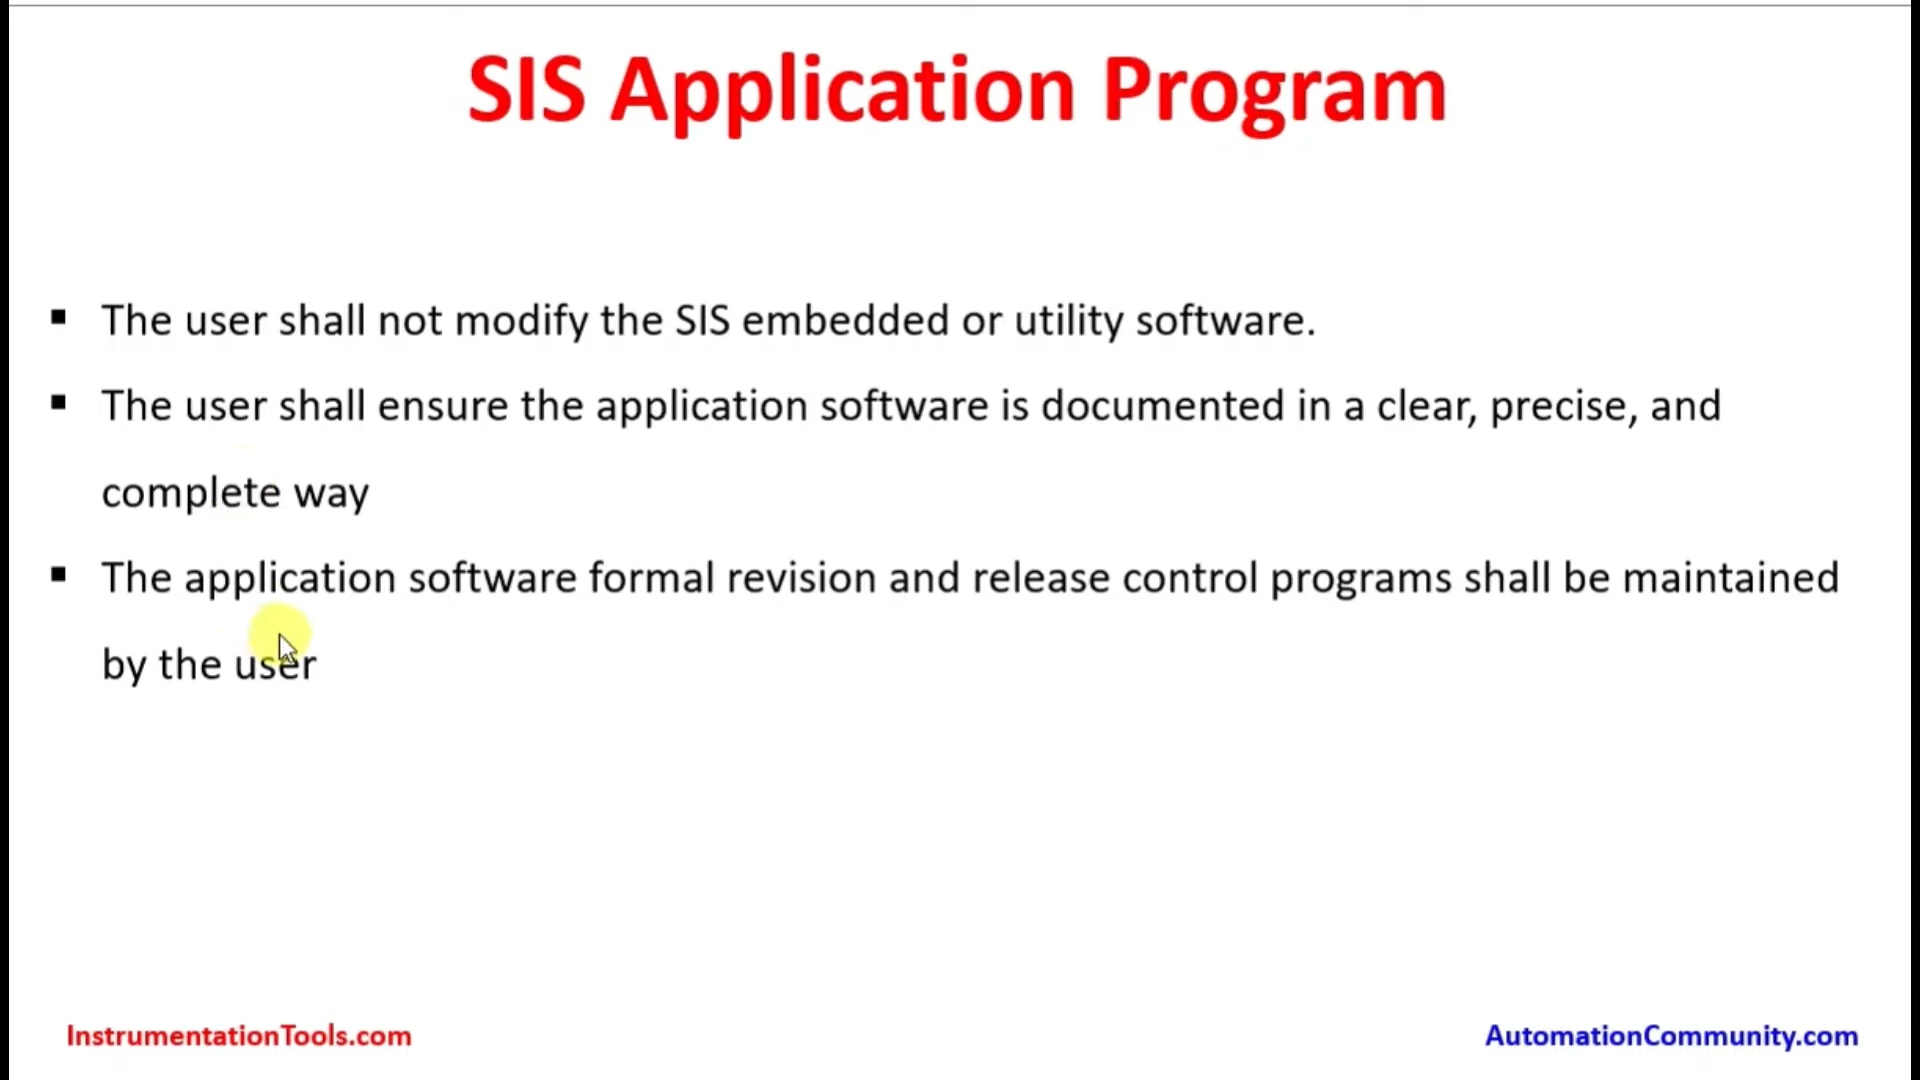 SIS Application Program
▪ The user shall not modify the SIS embedded or utility software.
▪ The user shall ensure the application software is documented in a clear, precise, and
complete way
▪ The application software formal revision and release control programs shall be maintained
by the user
InstrumentationTools.com
AutomationCommunity.com